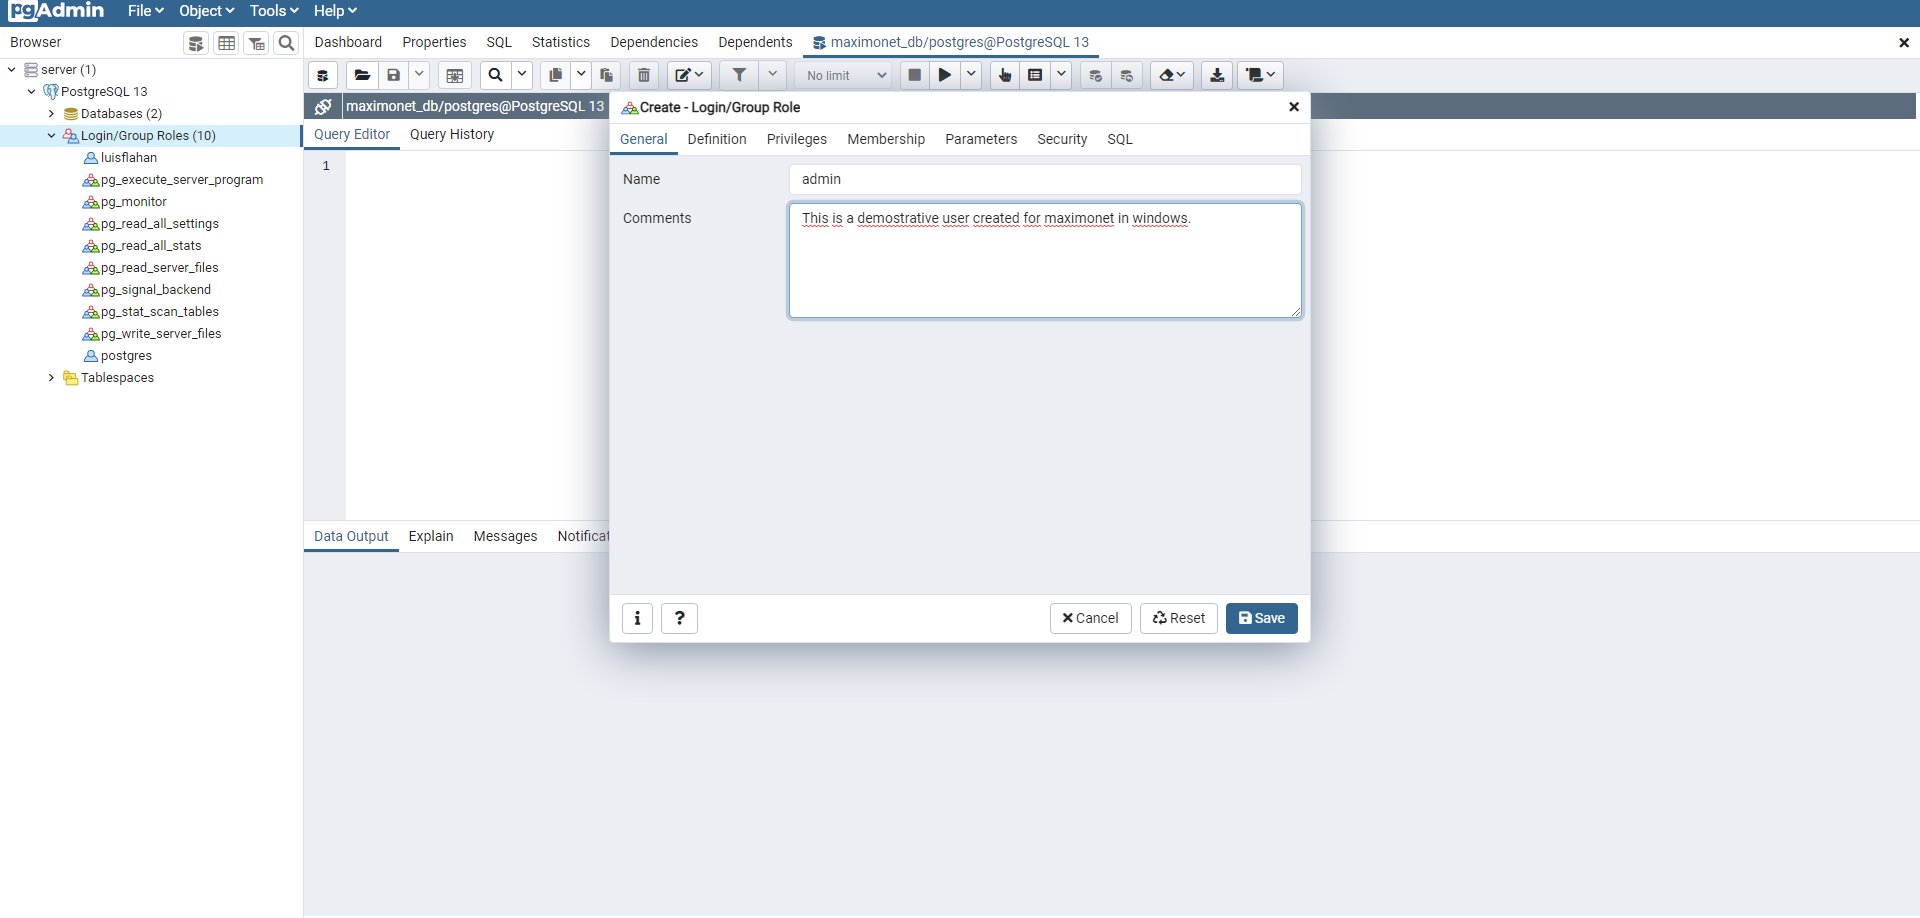 pgAdmin File Object Tools Help
Browser
Dashboard Properties SQL Statistics Dependencies Dependents maximonet_db/postgres@PostgreSQL 13
server (1)
PostgreSQL 13
Databases (2)
Login/Group Roles (10)
luisflahan
pg_execute_server_program
pg_monitor
pg_read_all_settings
pg_read_all_stats
pg_read_server_files
pg_signal_backend
pg_stat_scan_tables
pg_write_server_files
postgres
Tablespaces
No limit
maximonet_db/postgres@PostgreSQL 13
Query Editor Query History
1
Data Output Explain Messages Notificat
Create - Login/Group Role
General Definition Privileges Membership Parameters Security SQL
Name admin
Comments This is a demostrative user created for maximonet in windows.
i ? Cancel Reset Save